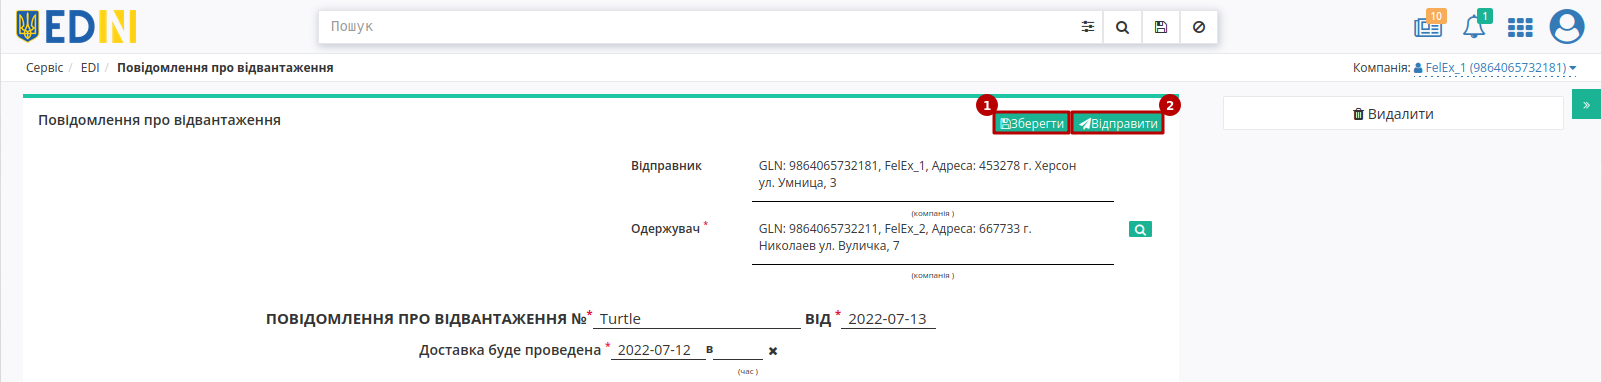 EDIN
Пошук
10
1
Сервіс / EDI / Повідомлення про відвантаження
Компанія: FelEx_1 (9864065732181)
1
2
»
Повідомлення про відвантаження
Зберегти
Відправити
Видалити
Відправник
GLN: 9864065732181, FelEx_1, Адреса: 453278 г. Херсон
ул. Умница, 3
(компанія )
Одержувач *
GLN: 9864065732211, FelEx_2, Адреса: 667733 г.
Николаев ул. Вуличка, 7
(компанія )
ПОВІДОМЛЕННЯ ПРО ВІДВАНТАЖЕННЯ №* Turtle ВІД * 2022-07-13
Доставка буде проведена * 2022-07-12 в
(час )